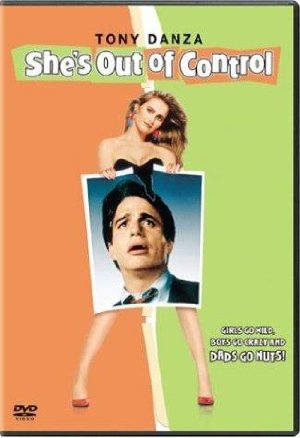 TONY DANZA
She's Out of Control
GIRLS GO WILD,
BOYS GO CRAZY AND
DADS GO NUTS!
DVD
VIDEO